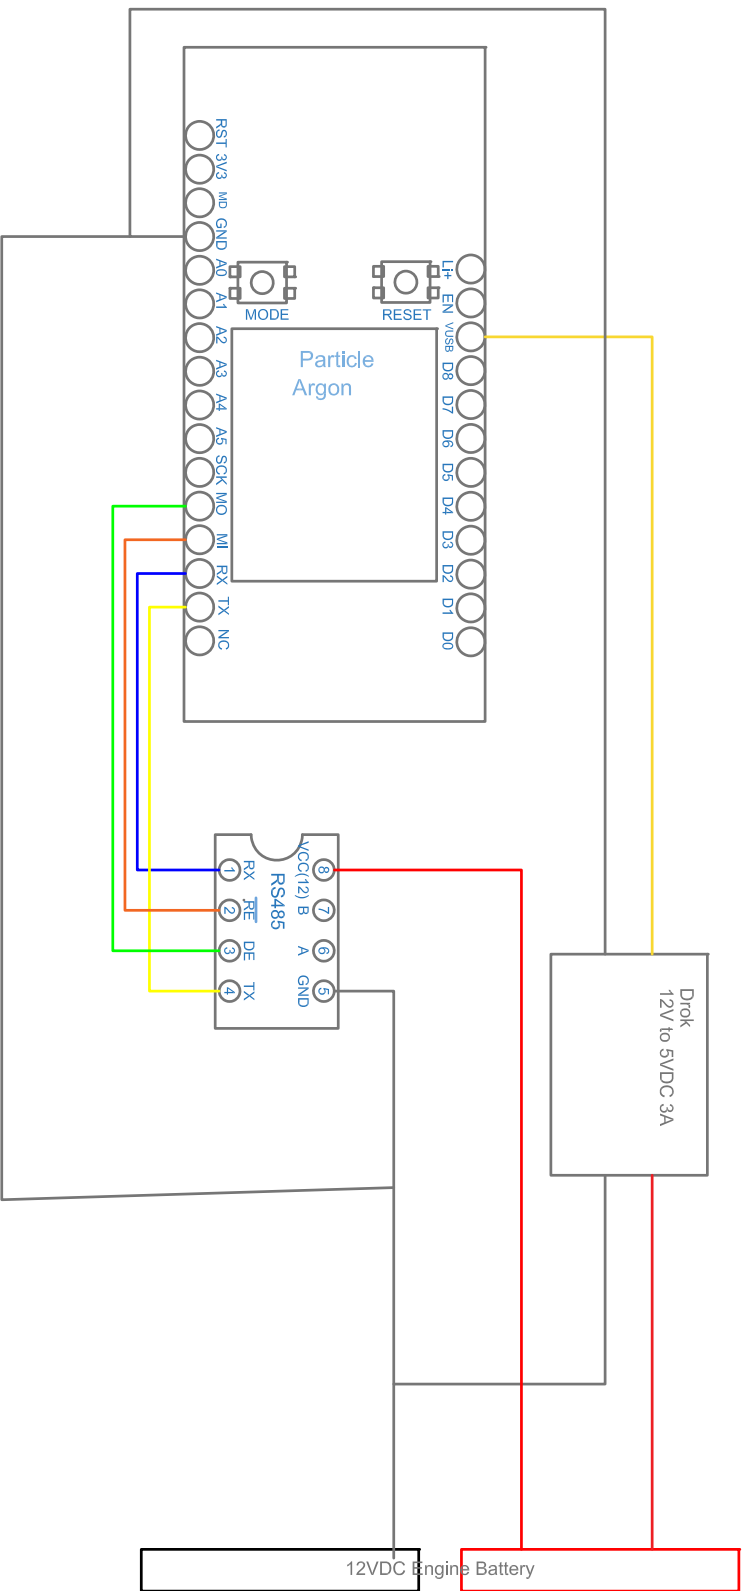 RST
3V3
MD
GND
A0
A1
A2
A3
A4
A5
SCK
MO
MI
RX
TX
NC
MODE
RESET
Li+
EN
VUSB
D8
D7
D6
D5
D4
D3
D2
D1
D0
Particle
Argon
1
RX
2
RE
3
DE
4
TX
RS485
VCC(12)
8
B
7
A
6
GND
5
Drok
12V to 5VDC 3A
12VDC Engine Battery